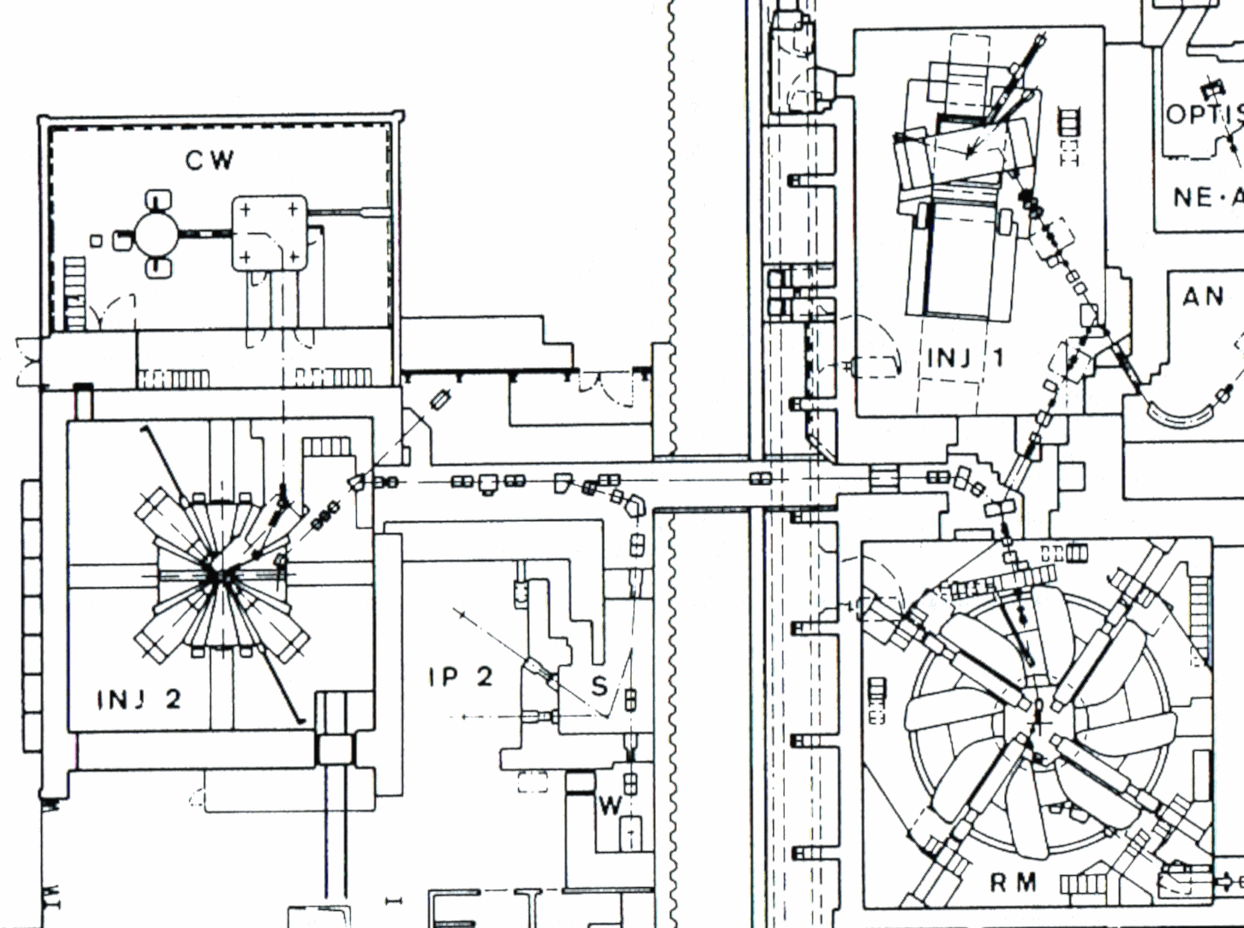 CW
OPTIS
NE·A
AN
INJ 1
INJ 2
IP 2
S
W
RM